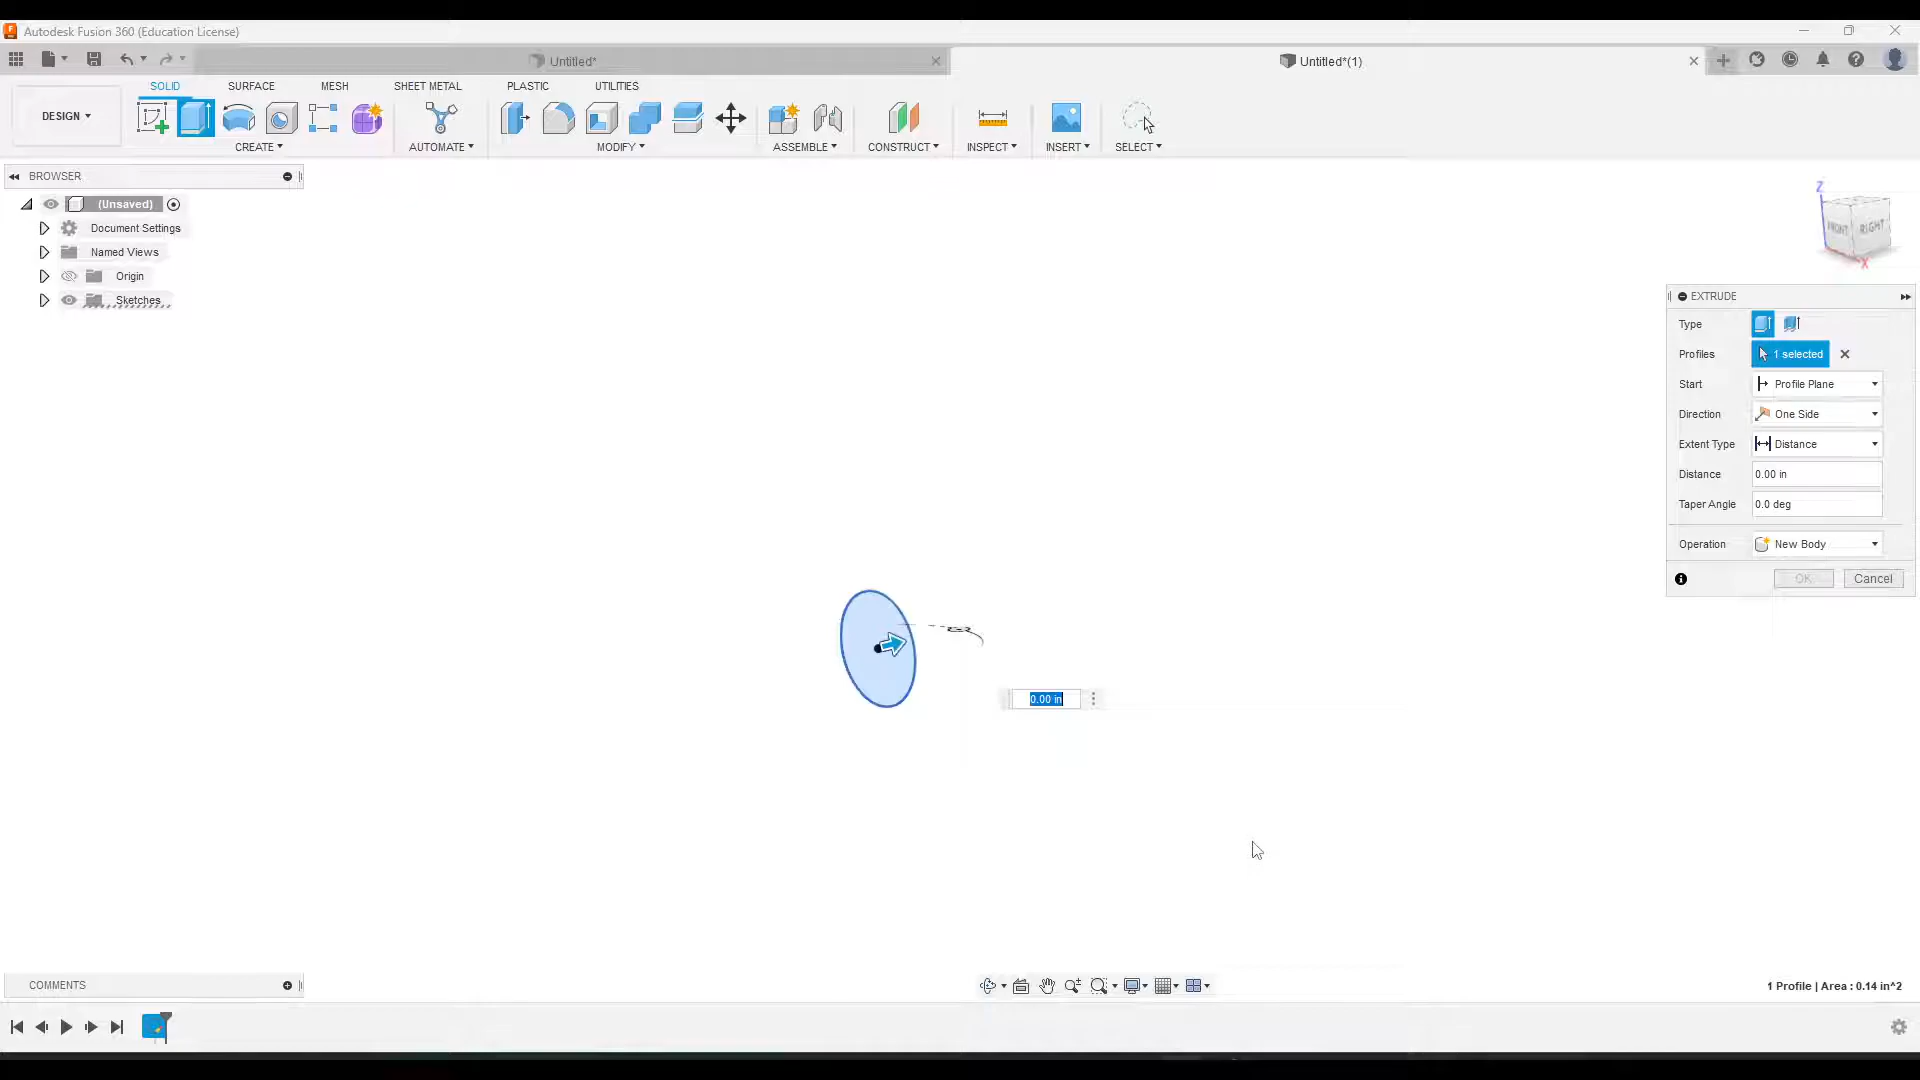 Autodesk Fusion 360 (Education License)
Untitled*
Untitled*(1)
SOLID
SURFACE
MESH
SHEET METAL
PLASTIC
UTILITIES
DESIGN
CREATE
AUTOMATE
MODIFY
ASSEMBLE
CONSTRUCT
INSPECT
INSERT
SELECT
BROWSER
(Unsaved)
Document Settings
Named Views
Origin
Sketches
Z
FRONT
RIGHT
X
EXTRUDE
Type
Profiles
1 selected
Start
Profile Plane
Direction
One Side
Extent Type
Distance
Distance
0.00 in
Taper Angle
0.0 deg
Operation
New Body
OK
Cancel
0.00 in
COMMENTS
1 Profile | Area : 0.14 in^2